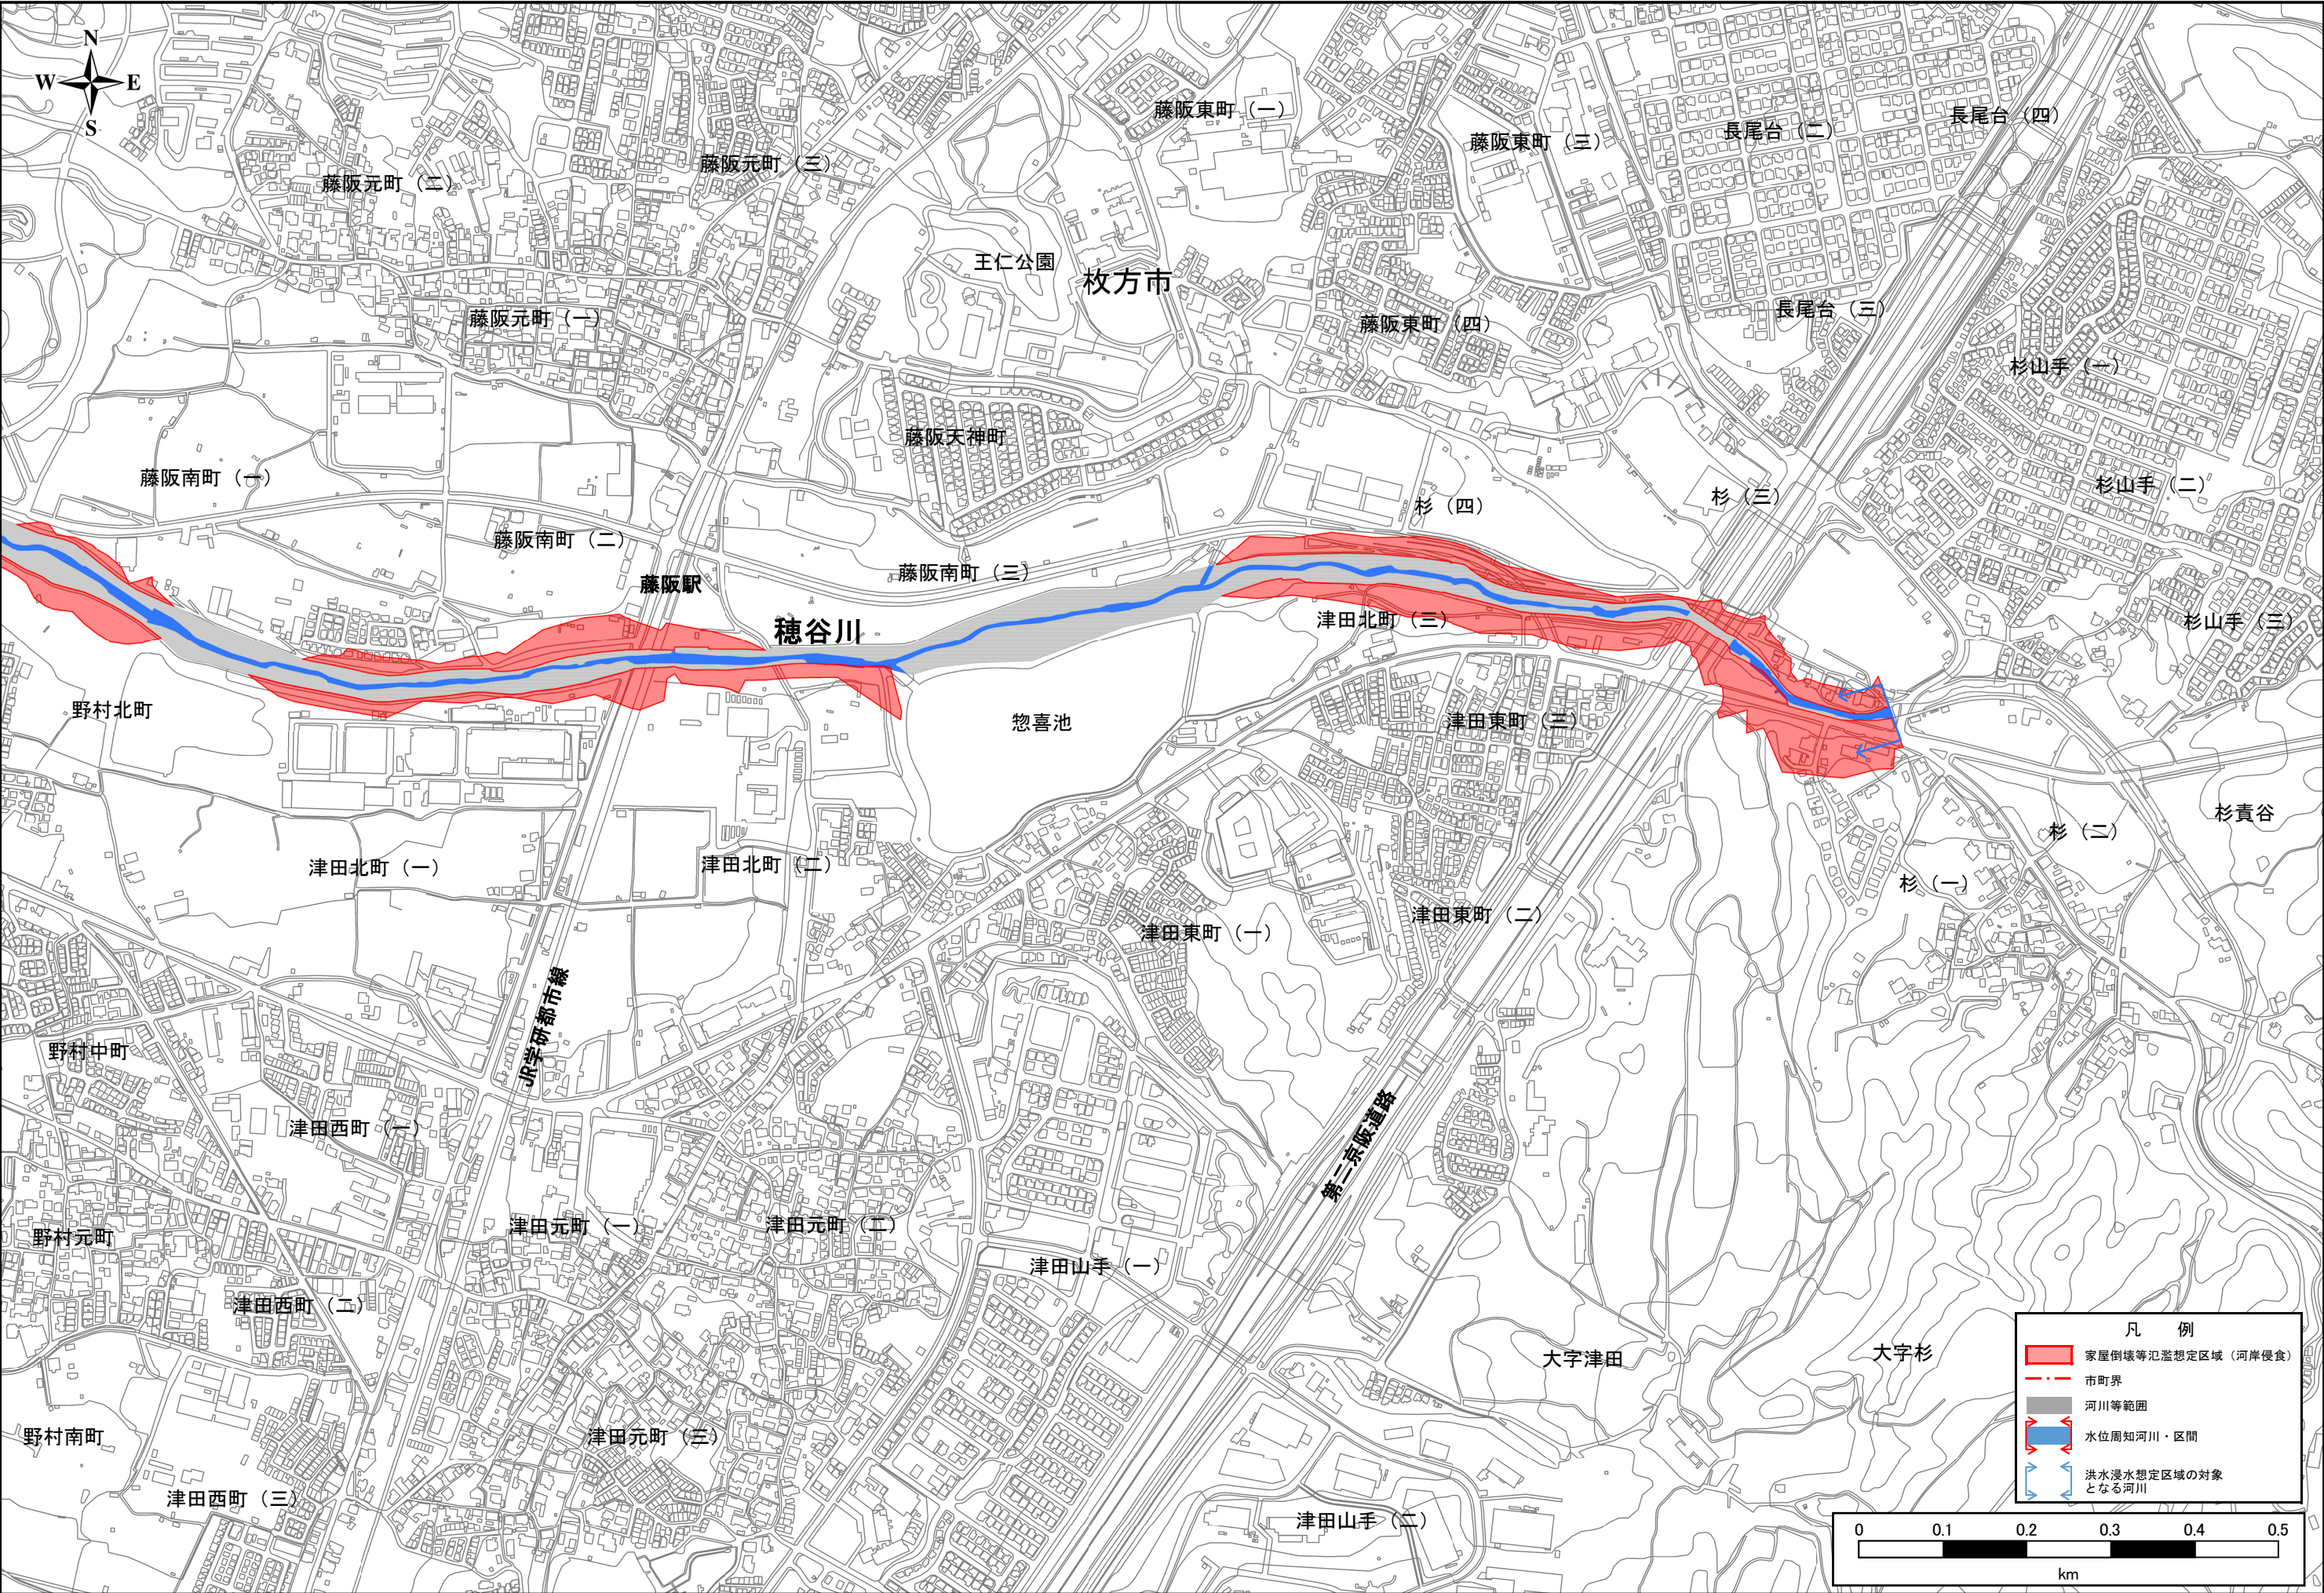 N
W E
S
藤阪東町（一）
長尾台（四）
長尾台（二）
藤阪東町（三）
藤阪元町（三）
藤阪元町（二）
王仁公園
枚方市
長尾台（三）
藤阪元町（一）
藤阪東町（四）
杉山手（一）
藤阪天神町
藤阪南町（一）
杉山手（二）
杉（三）
杉（四）
藤阪南町（二）
藤阪南町（三）
藤阪駅
津田北町（三）
杉山手（三）
穂谷川
野村北町
惣喜池
津田東町（三）
杉責谷
杉（二）
津田北町（一）
津田北町（二）
杉（一）
津田東町（二）
津田東町（一）
JR学研都市線
野村中町
津田西町（一）
第二京阪道路
津田元町（一）
津田元町（二）
野村元町
津田山手（一）
津田西町（二）
大字津田
大字杉
野村南町
津田元町（三）
津田西町（三）
津田山手（二）
凡　例
家屋倒壊等氾濫想定区域（河岸侵食）
市町界
河川等範囲
水位周知河川・区間
洪水浸水想定区域の対象
となる河川
0 0.1 0.2 0.3 0.4 0.5
km